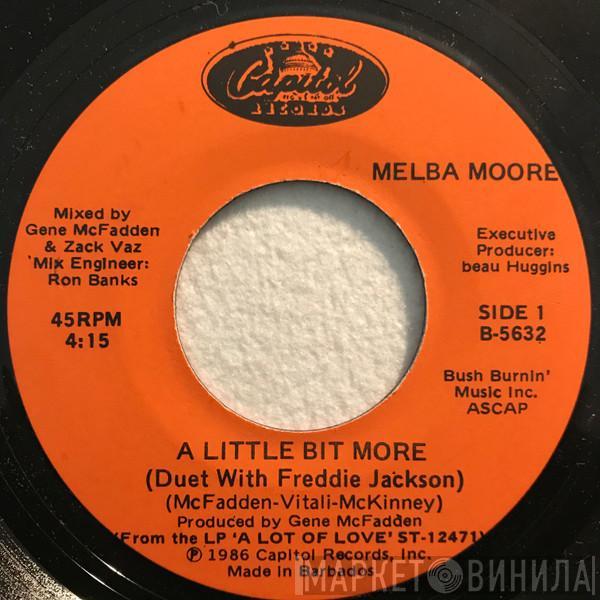 Capitol
RECORDS
MELBA MOORE
Mixed by
Gene McFadden
& Zack Vaz
Mix Engineer:
Ron Banks
Executive
Producer:
beau Huggins
45RPM
4:15
SIDE 1
B-5632
Bush Burnin'
Music Inc.
ASCAP
A LITTLE BIT MORE
(Duet With Freddie Jackson)
(McFadden-Vitali-McKinney)
Produced by Gene McFadden
(From the LP 'A LOT OF LOVE' ST-12471)
℗ 1986 Capitol Records, Inc.
Made In Barbados
МАРКЕТ ВИНИЛА